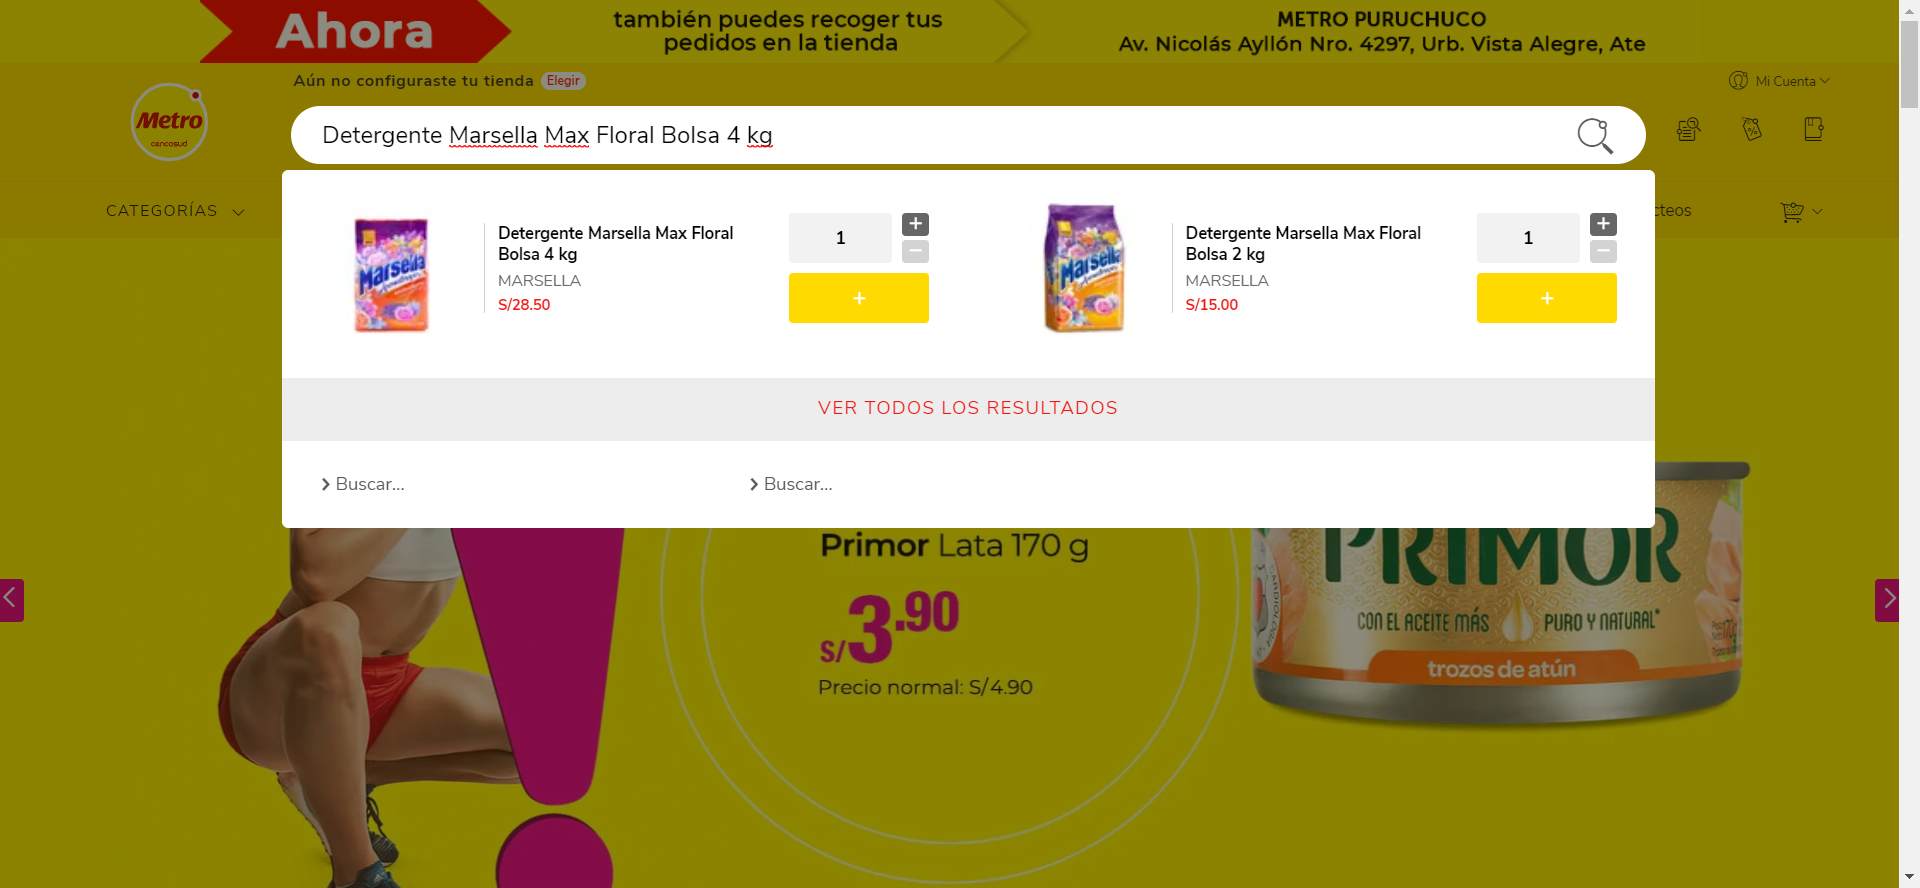 Ahora
también puedes recoger tus
pedidos en la tienda
METRO PURUCHUCO
Av. Nicolás Ayllón Nro. 4297, Urb. Vista Alegre, Ate
Aún no configuraste tu tienda Elegir
Mi Cuenta
Metro
cencosud
Detergente Marsella Max Floral Bolsa 4 kg
CATEGORÍAS
cteos
Marsella
Detergente Marsella Max Floral
Bolsa 4 kg
MARSELLA
S/28.50
1
+
−
+
Marsella
Detergente Marsella Max Floral
Bolsa 2 kg
MARSELLA
S/15.00
1
+
−
+
VER TODOS LOS RESULTADOS
Buscar...
Buscar...
Primor Lata 170 g
S/3.90
Precio normal: S/4.90
PRIMOR
CON EL ACEITE MÁS PURO Y NATURAL*
trozos de atún